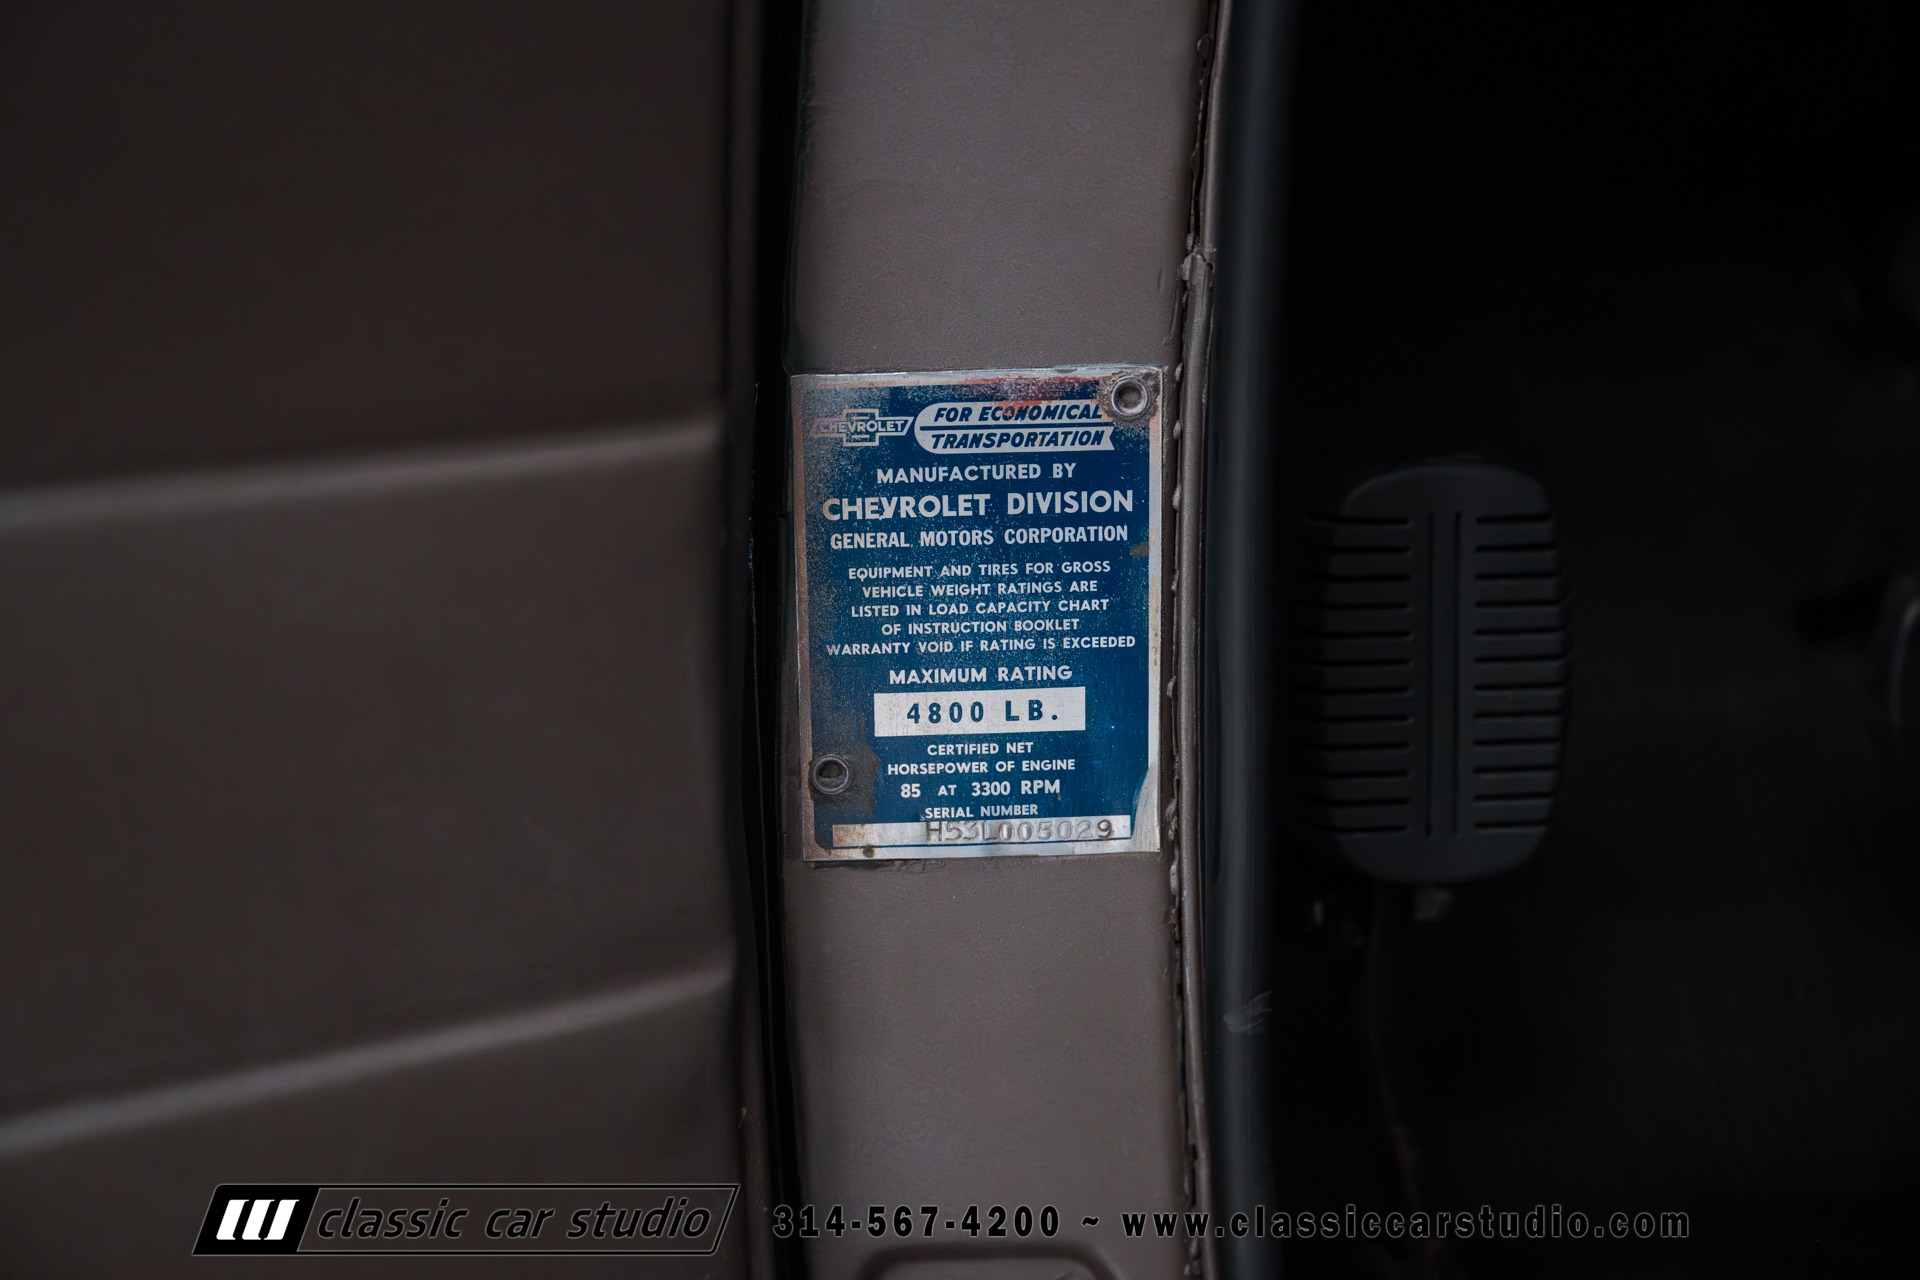 CHEVROLET
FOR ECONOMICAL
TRANSPORTATION
MANUFACTURED BY
CHEVROLET DIVISION
GENERAL MOTORS CORPORATION
EQUIPMENT AND TIRES FOR GROSS
VEHICLE WEIGHT RATINGS ARE
LISTED IN LOAD CAPACITY CHART
OF INSTRUCTION BOOKLET
WARRANTY VOID IF RATING IS EXCEEDED
MAXIMUM RATING
4800 LB.
CERTIFIED NET
HORSEPOWER OF ENGINE
85 AT 3300 RPM
SERIAL NUMBER
H53L005029
classic car studio 314-567-4200 ~ www.classiccarstudio.com